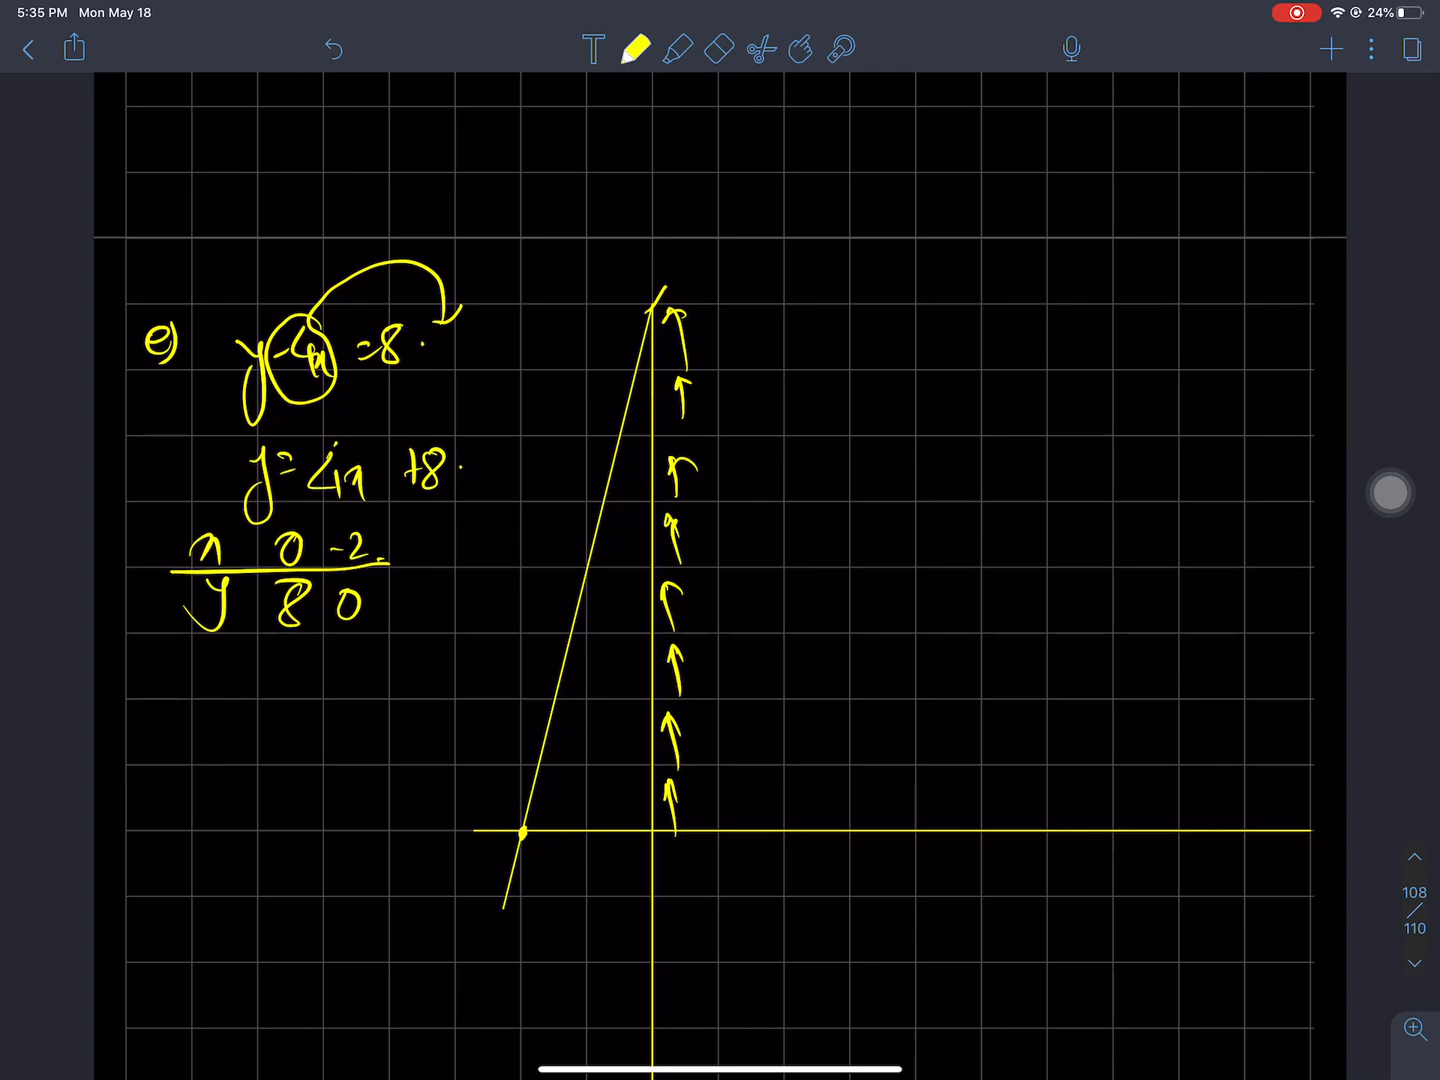 5:35 PM Mon May 18
24%
T
e) y -4x =8.
y = 4x +8.
x 0 -2.
y 8 0
108
110